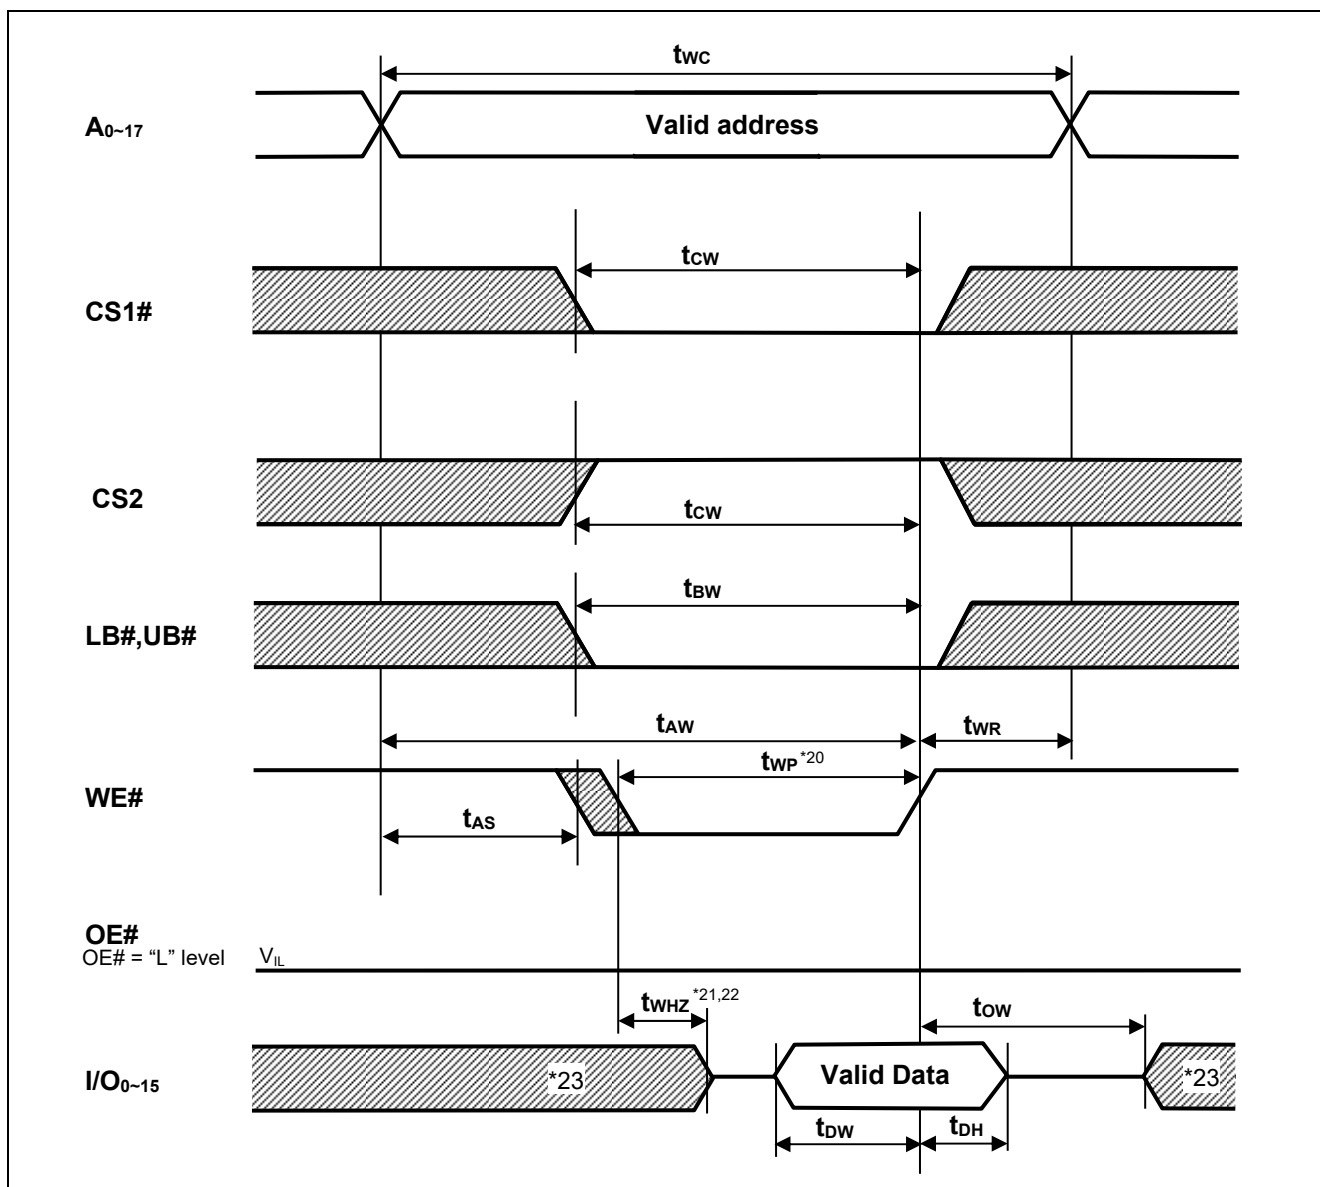 tWC
A0~17
Valid address
tCW
CS1#
CS2
tCW
tBW
LB#,UB#
tAW
tWR
tWP *20
WE#
tAS
OE#
OE# = “L” level VIL
tWHZ *21,22
tOW
I/O0~15
*23
Valid Data
*23
tDW
tDH